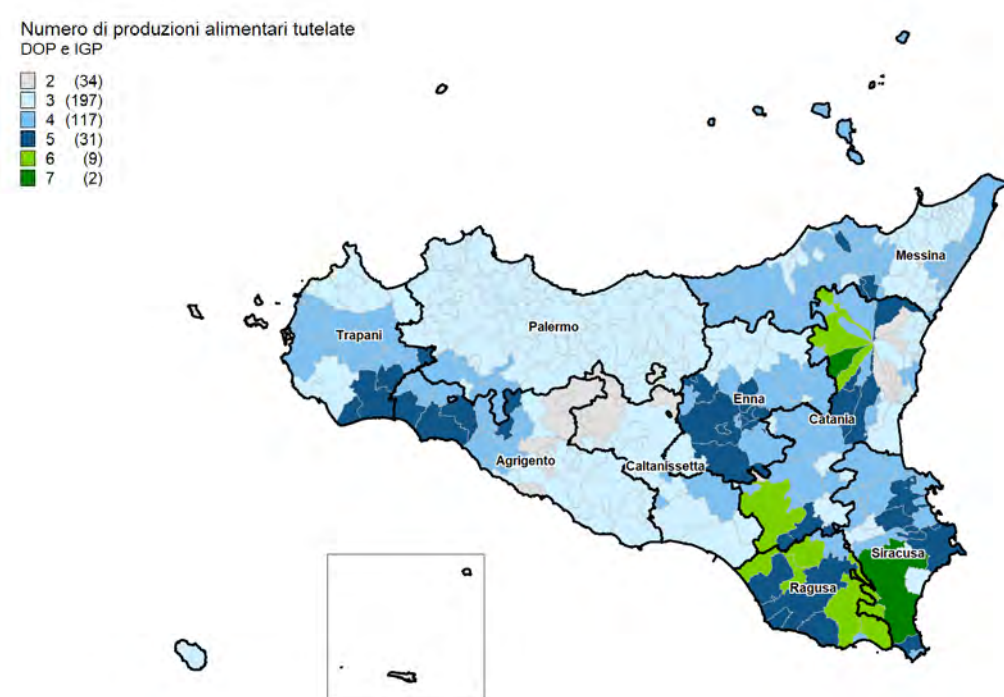 Numero di produzioni alimentari tutelate
DOP e IGP
2 (34)
3 (197)
4 (117)
5 (31)
6 (9)
7 (2)
Messina
Palermo
Trapani
Enna
Catania
Agrigento
Caltanissetta
Siracusa
Ragusa